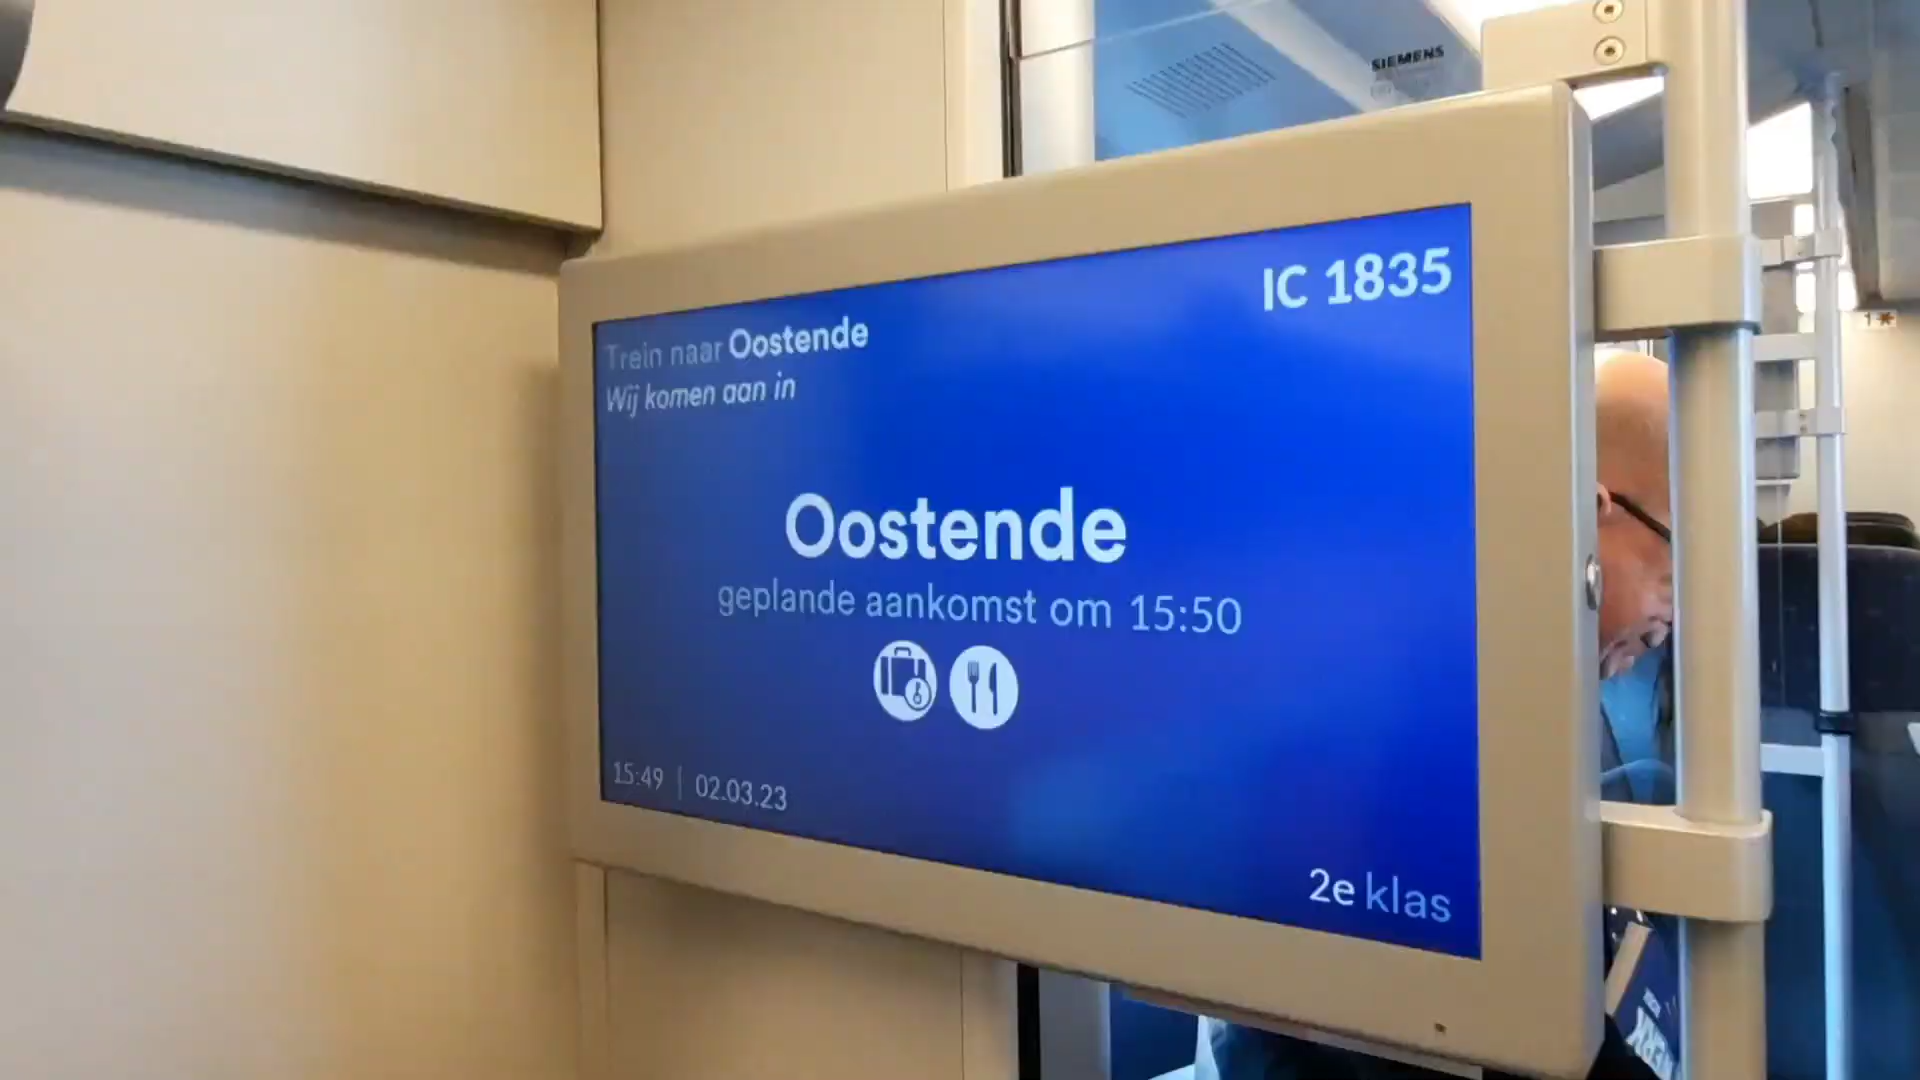 SIEMENS
IC 1835
Trein naar Oostende
Wij komen aan in
Oostende
geplande aankomst om 15:50
15:49 | 02.03.23
2e klas
1